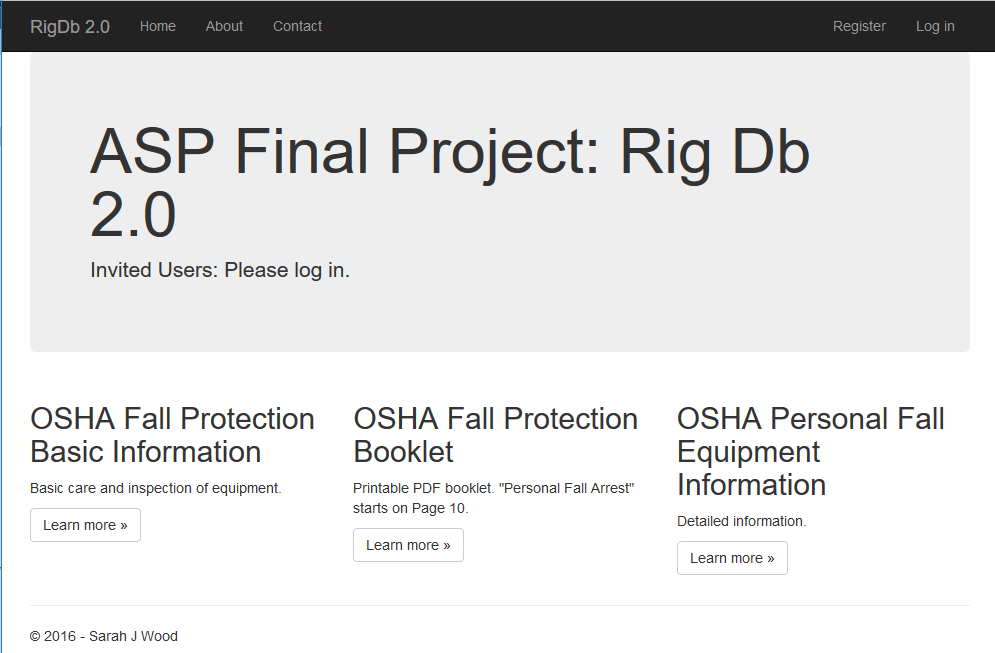 RigDb 2.0 Home About Contact Register Log in
ASP Final Project: Rig Db
2.0
Invited Users: Please log in.
OSHA Fall Protection
Basic Information
Basic care and inspection of equipment.
Learn more »
OSHA Fall Protection
Booklet
Printable PDF booklet. "Personal Fall Arrest"
starts on Page 10.
Learn more »
OSHA Personal Fall
Equipment
Information
Detailed information.
Learn more »
© 2016 - Sarah J Wood